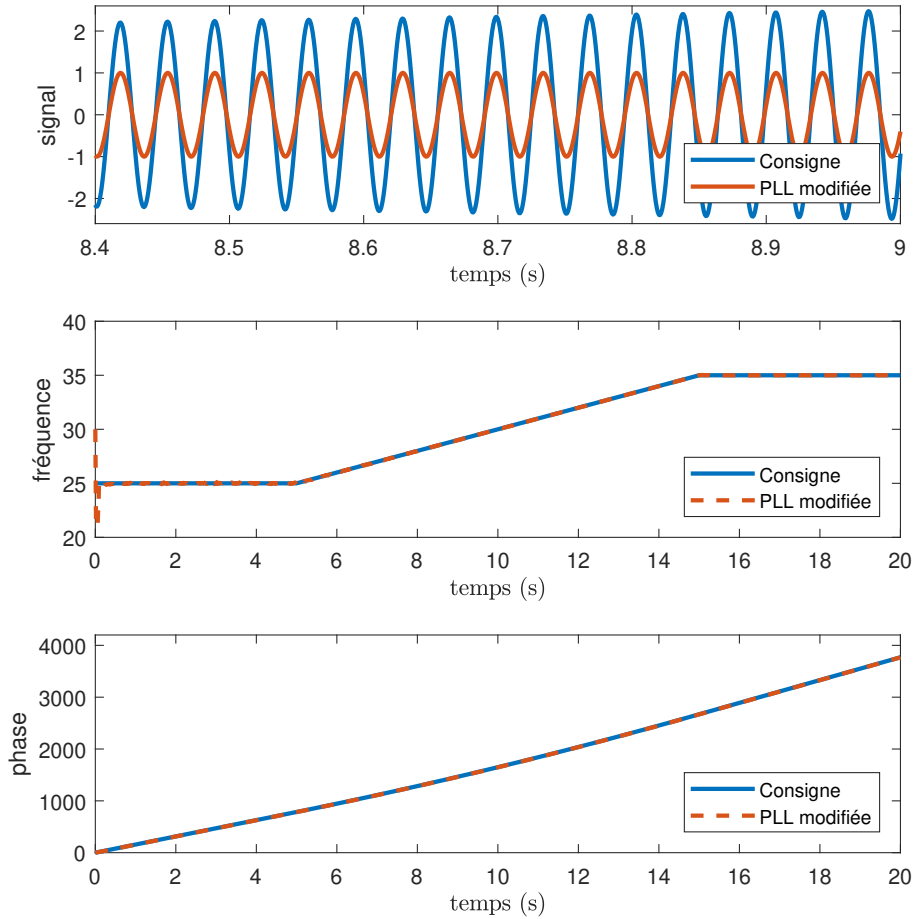 2
1
0
-1
-2
signal
Consigne
PLL modifiée
8.4 8.5 8.6 8.7 8.8 8.9 9
temps (s)
40
35
30
25
20
fréquence
Consigne
PLL modifiée
0 2 4 6 8 10 12 14 16 18 20
temps (s)
4000
3000
2000
1000
0
phase
Consigne
PLL modifiée
0 2 4 6 8 10 12 14 16 18 20
temps (s)